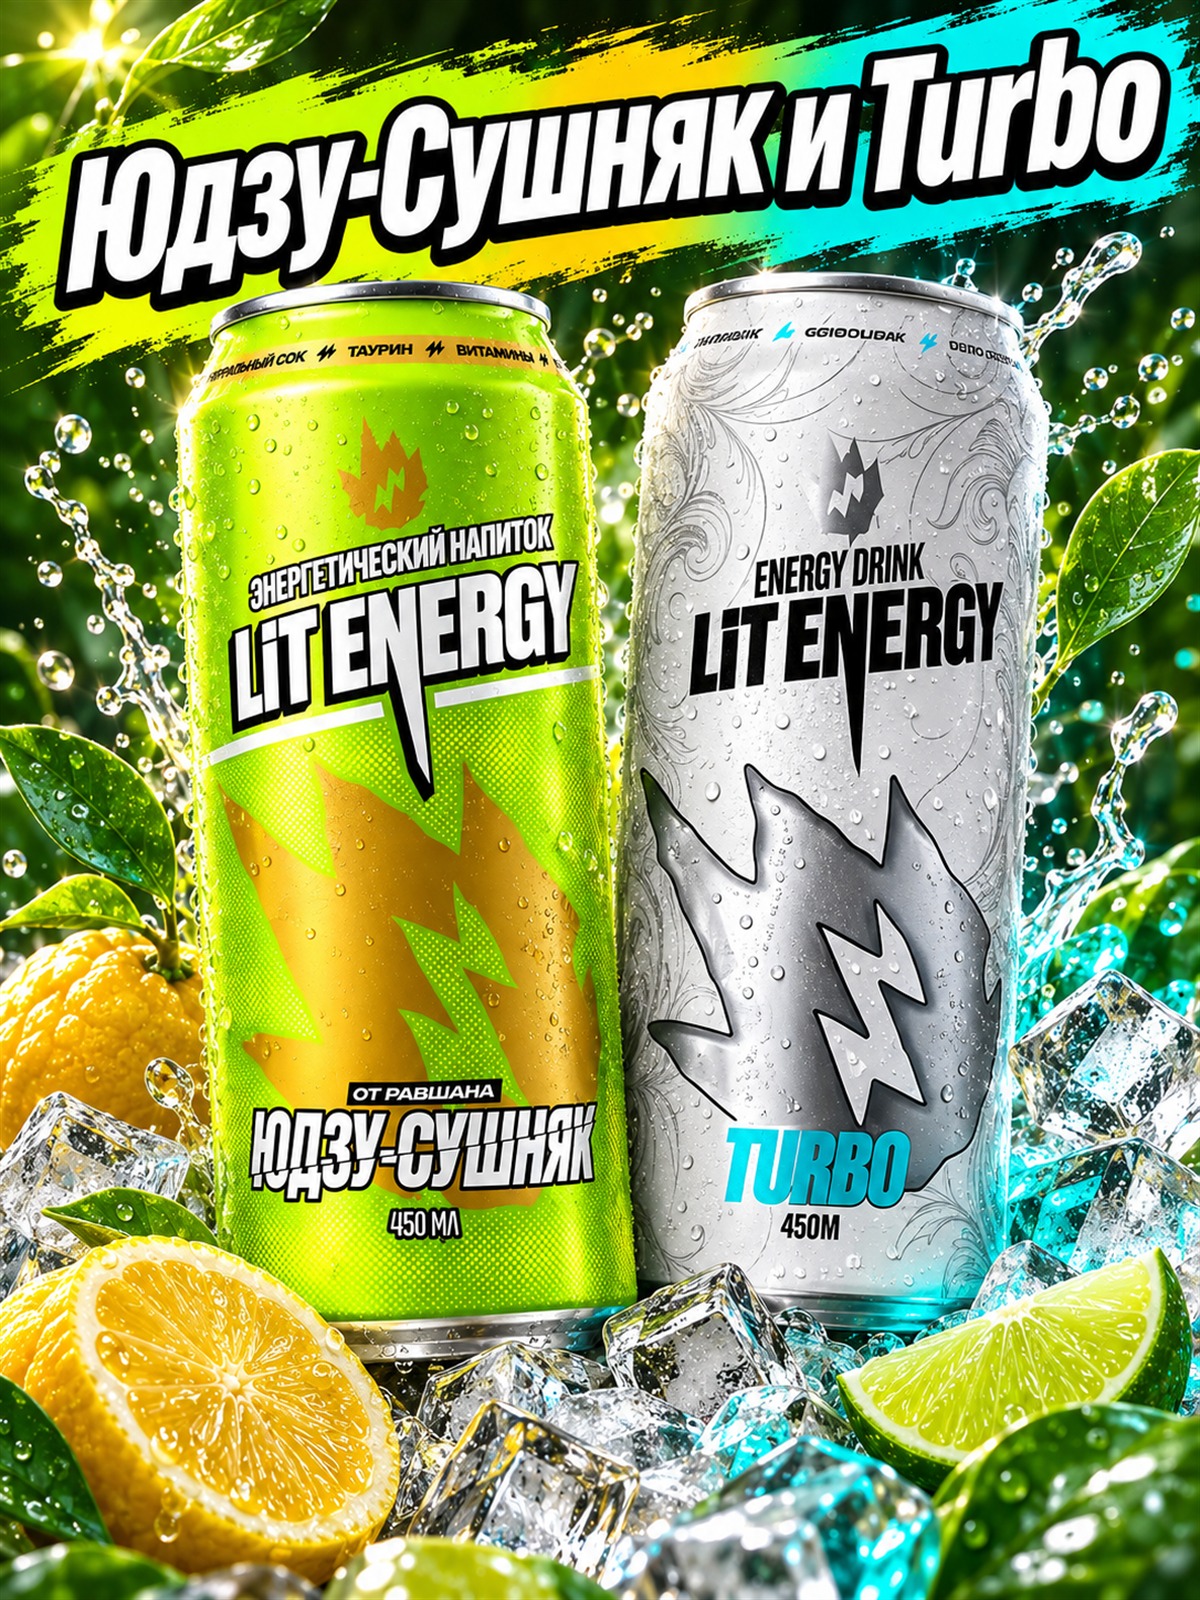 Юдзу-Сушняк и Turbo
СОК ТАУРИН ВИТАМИНЫ
ЭНЕРГЕТИЧЕСКИЙ НАПИТОК
LiT ENERGY
ОТ РАВШАНА
ЮДЗУ-СУШНЯК
450 МЛ
ENERGY DRINK
LiT ENERGY
TURBO
450М